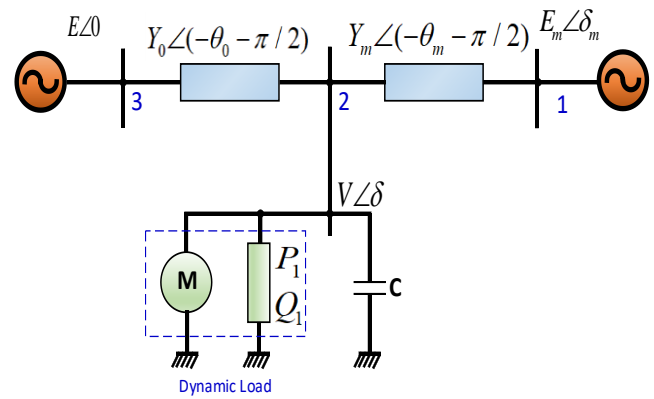 E∠0
Y₀∠(−θ₀ − π / 2)
Yₘ∠(−θₘ − π / 2)
Eₘ∠δₘ
3
2
1
V∠δ
M
P₁
Q₁
C
Dynamic Load